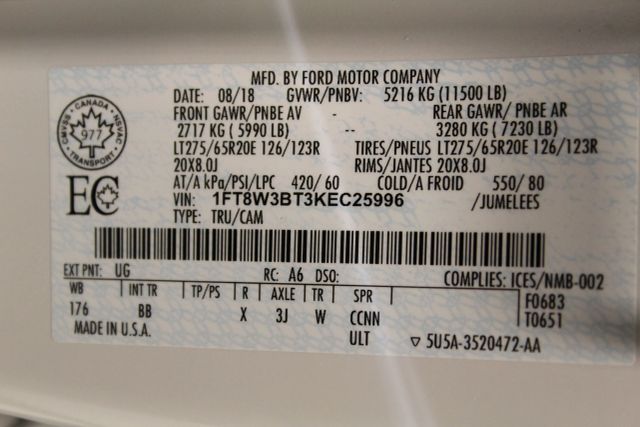 MFD. BY FORD MOTOR COMPANY
DATE: 08/18 GVWR/PNBV: 5216 KG (11500 LB)
FRONT GAWR/PNBE AV - REAR GAWR/ PNBE AR
2717 KG ( 5990 LB) -- 3280 KG ( 7230 LB)
LT275/65R20E 126/123R TIRES/PNEUS LT275/65R20E 126/123R
20X8.0J RIMS/JANTES 20X8.0J
AT/A kPa/PSI/LPC 420/ 60 COLD/A FROID 550/ 80
VIN: 1FT8W3BT3KEC25996 /JUMELEES
TYPE: TRU/CAM
CANADA
CMVSS
NSVAC
977
TRANSPORT
EC
EXT PNT: UG RC: A6 DSO: COMPLIES: ICES/NMB-002
WB INT TR TP/PS R AXLE TR SPR F0683
176 BB X 3J W CCNN T0651
MADE IN U.S.A. ULT ▽ 5U5A-3520472-AA